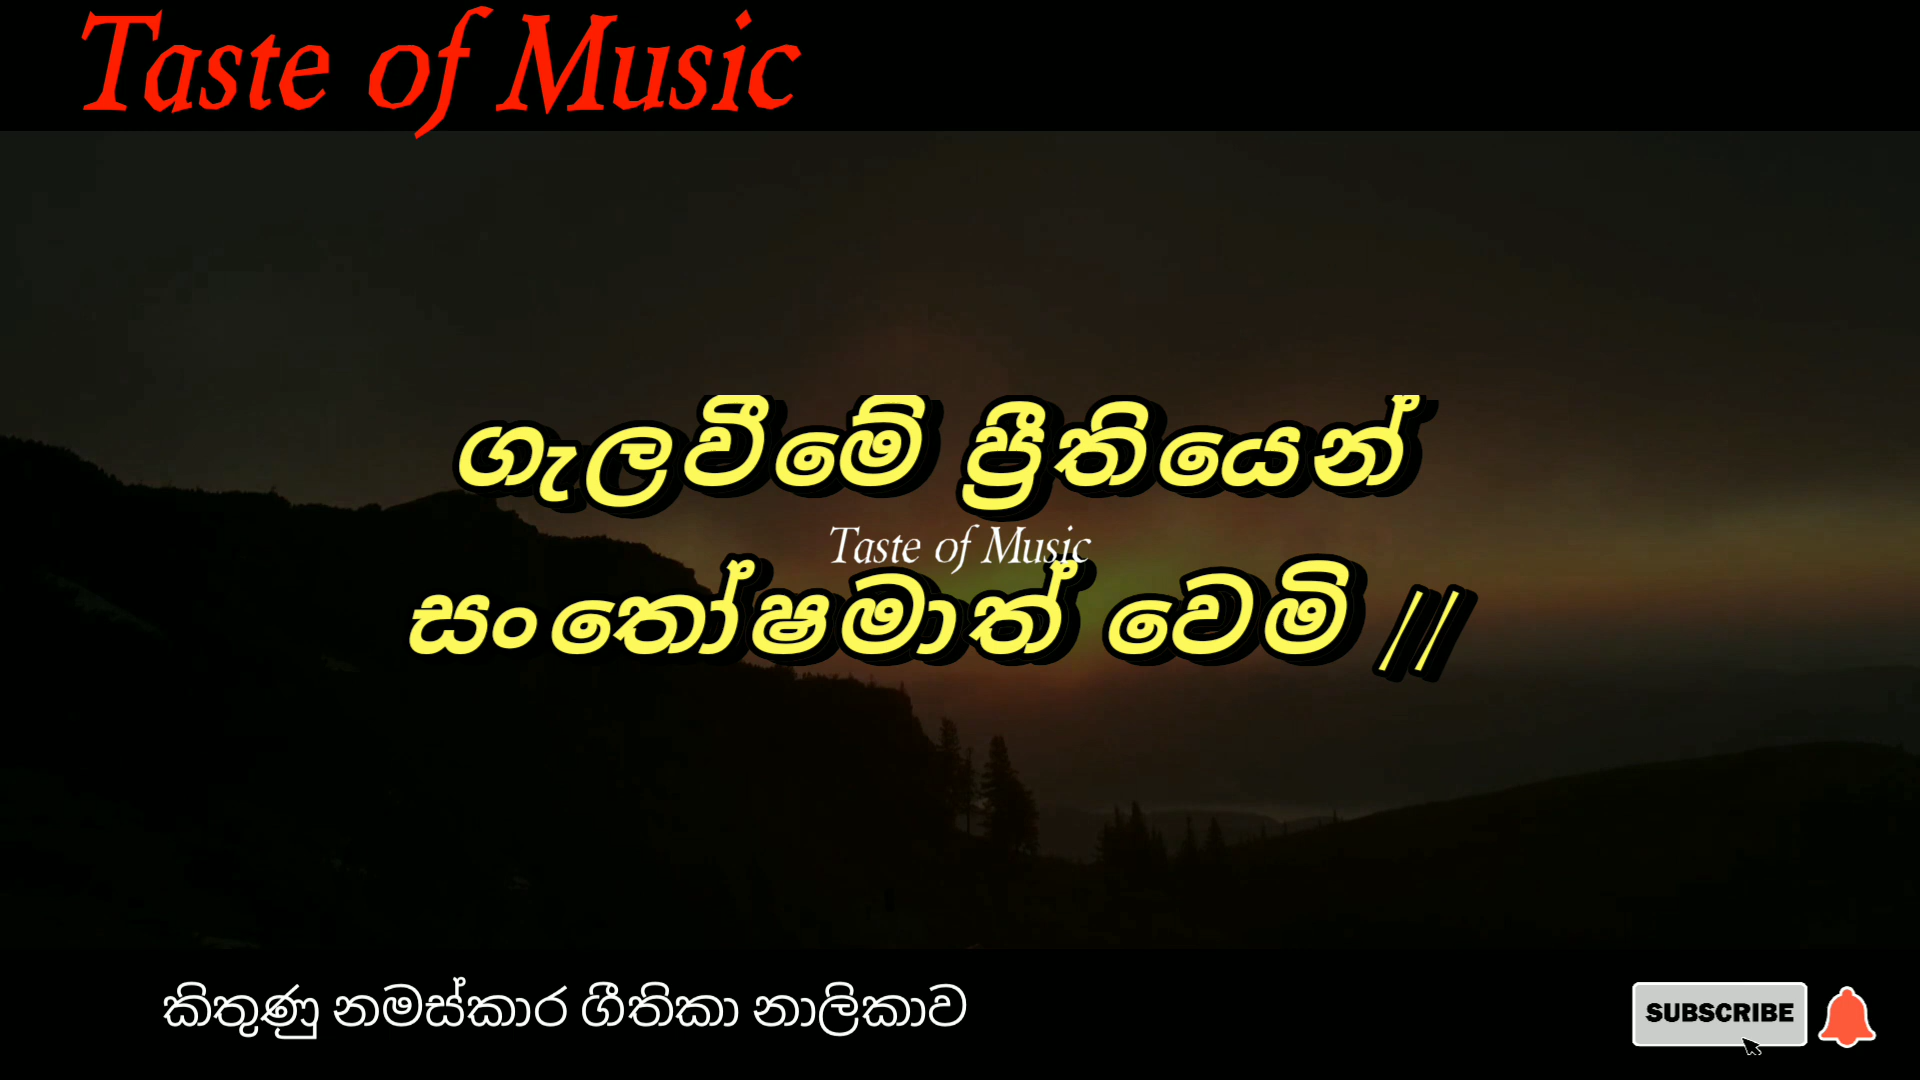 Taste of Music
ගැලවීමේ ප්‍රීතියෙන්
Taste of Music
සංතෝෂමාත් වෙමි //
කිතුණු නමස්කාර ගීතිකා නාලිකාව
SUBSCRIBE